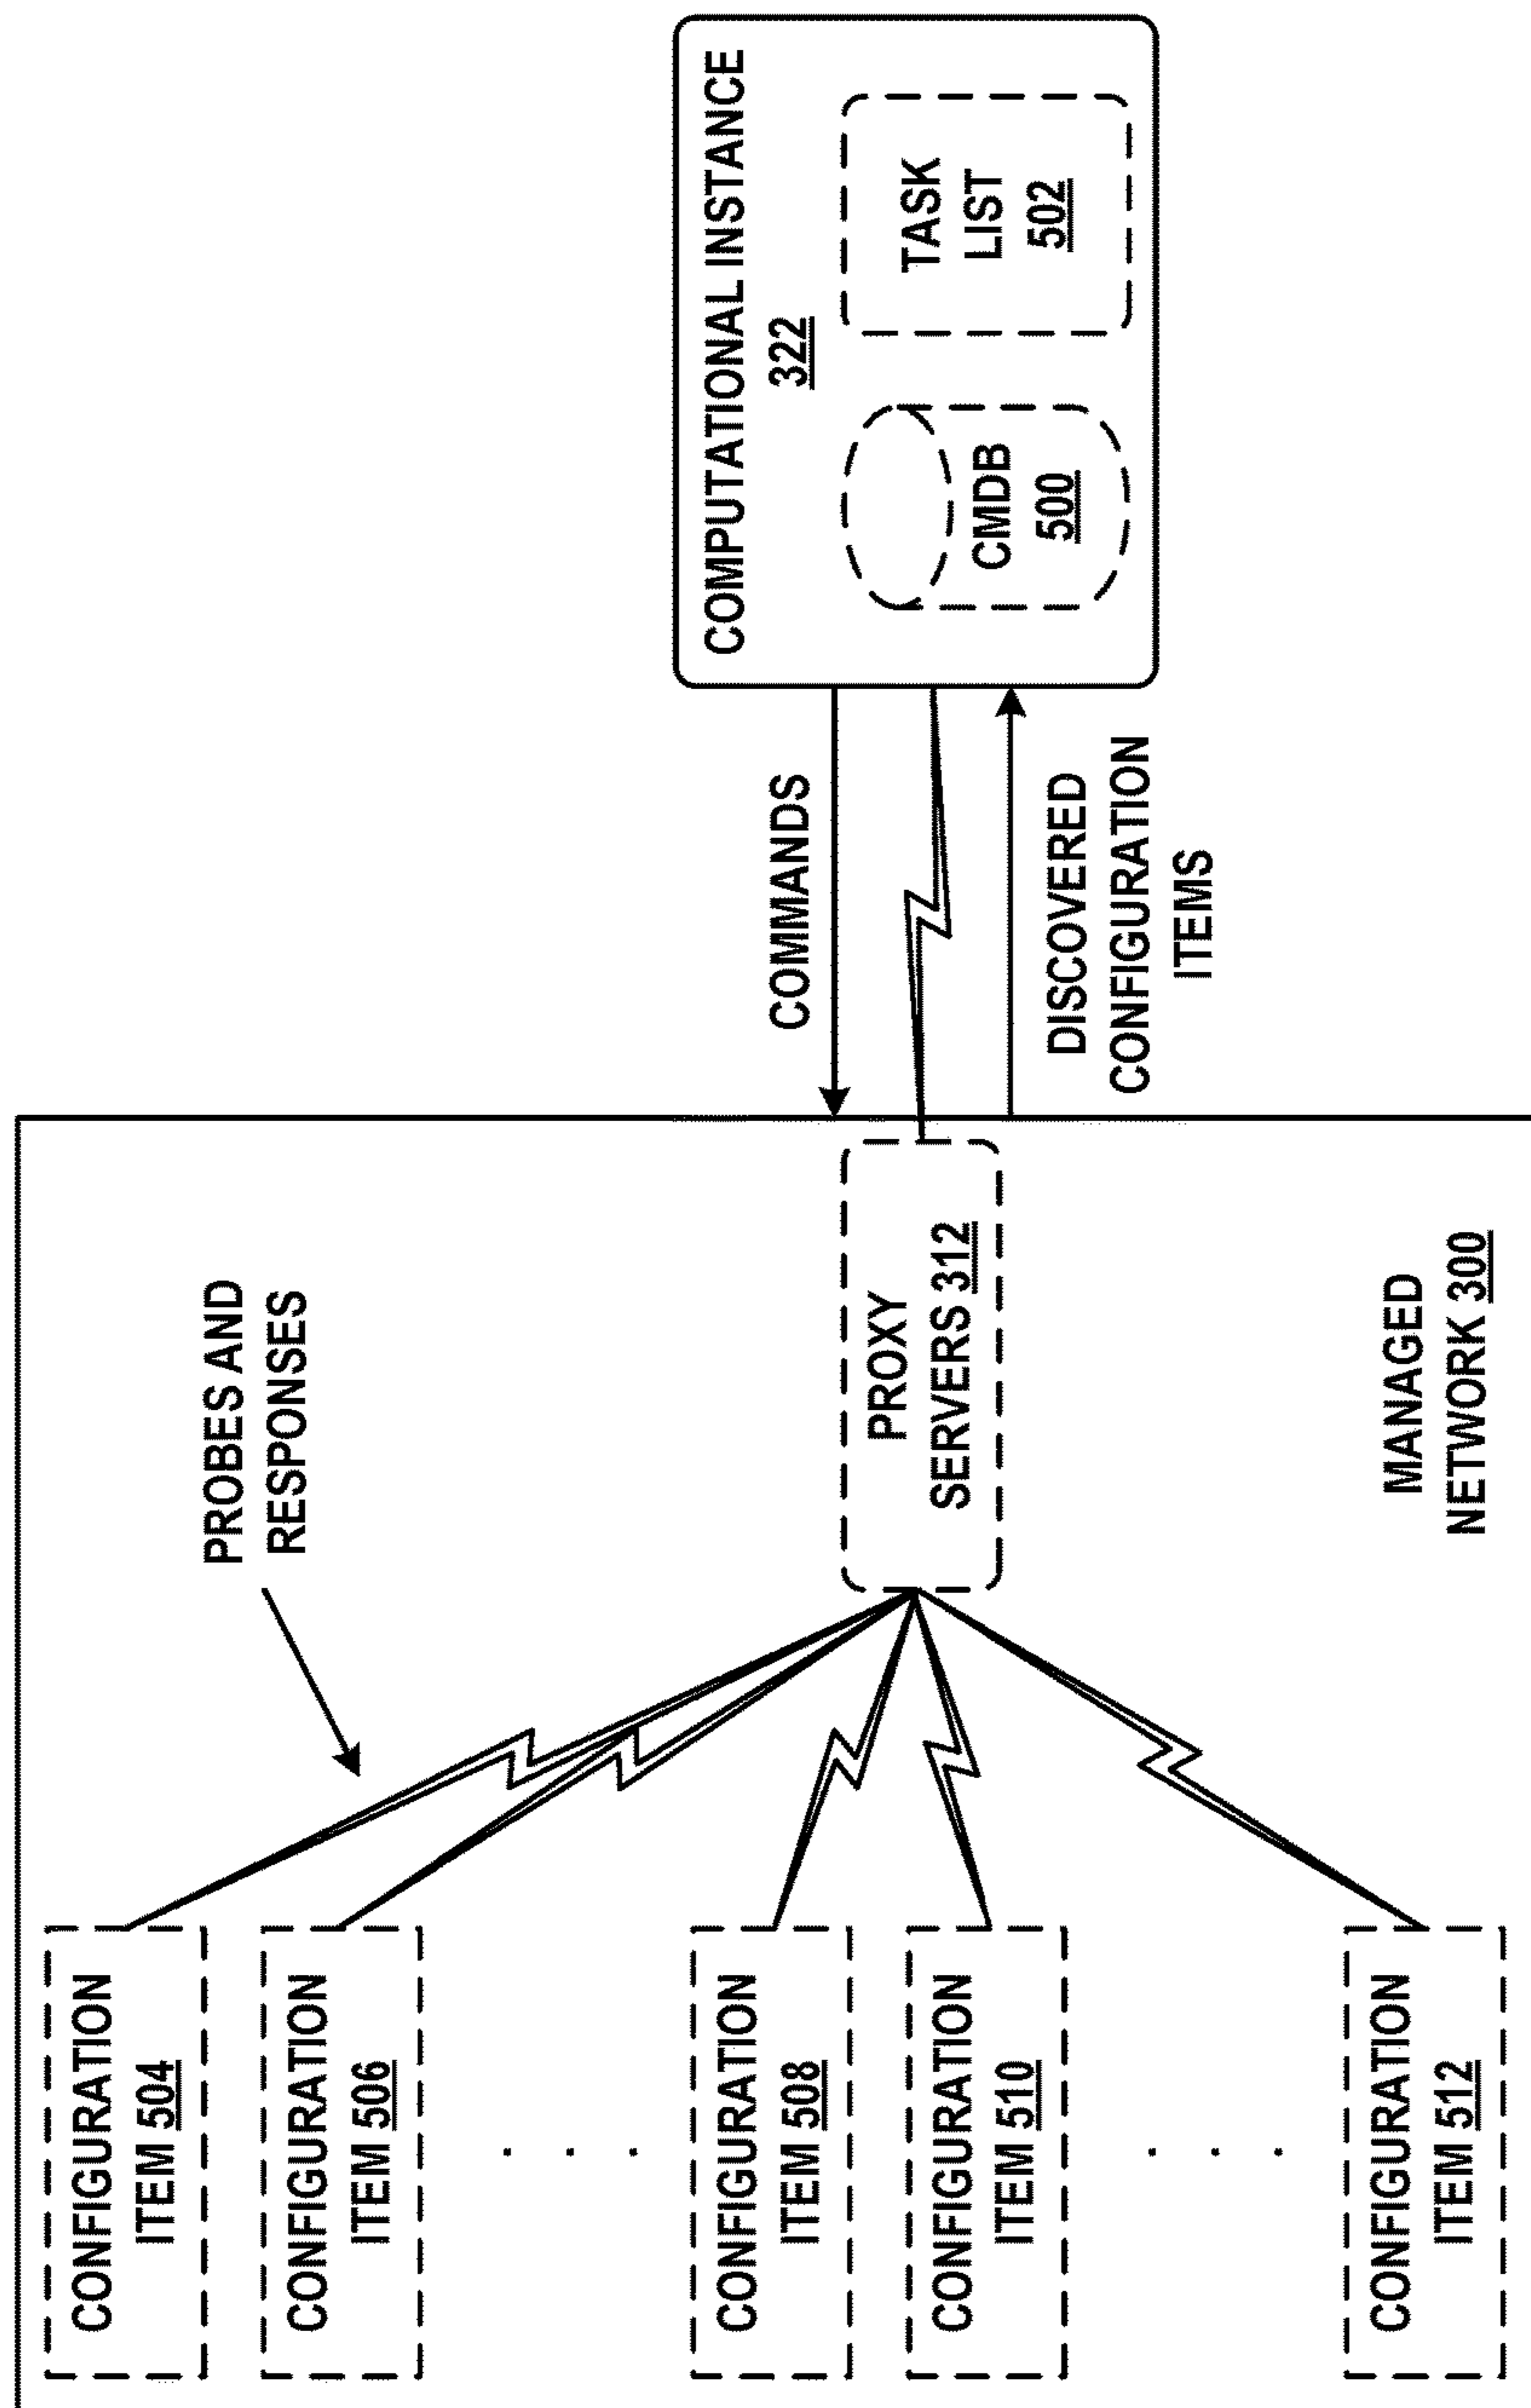 COMPUTATIONAL INSTANCE
322
CMDB
500
TASK
LIST
502
COMMANDS
DISCOVERED
CONFIGURATION
ITEMS
PROBES AND
RESPONSES
PROXY
SERVERS 312
MANAGED
NETWORK 300
CONFIGURATION
ITEM 504
CONFIGURATION
ITEM 506
. . .
CONFIGURATION
ITEM 508
CONFIGURATION
ITEM 510
. . .
CONFIGURATION
ITEM 512